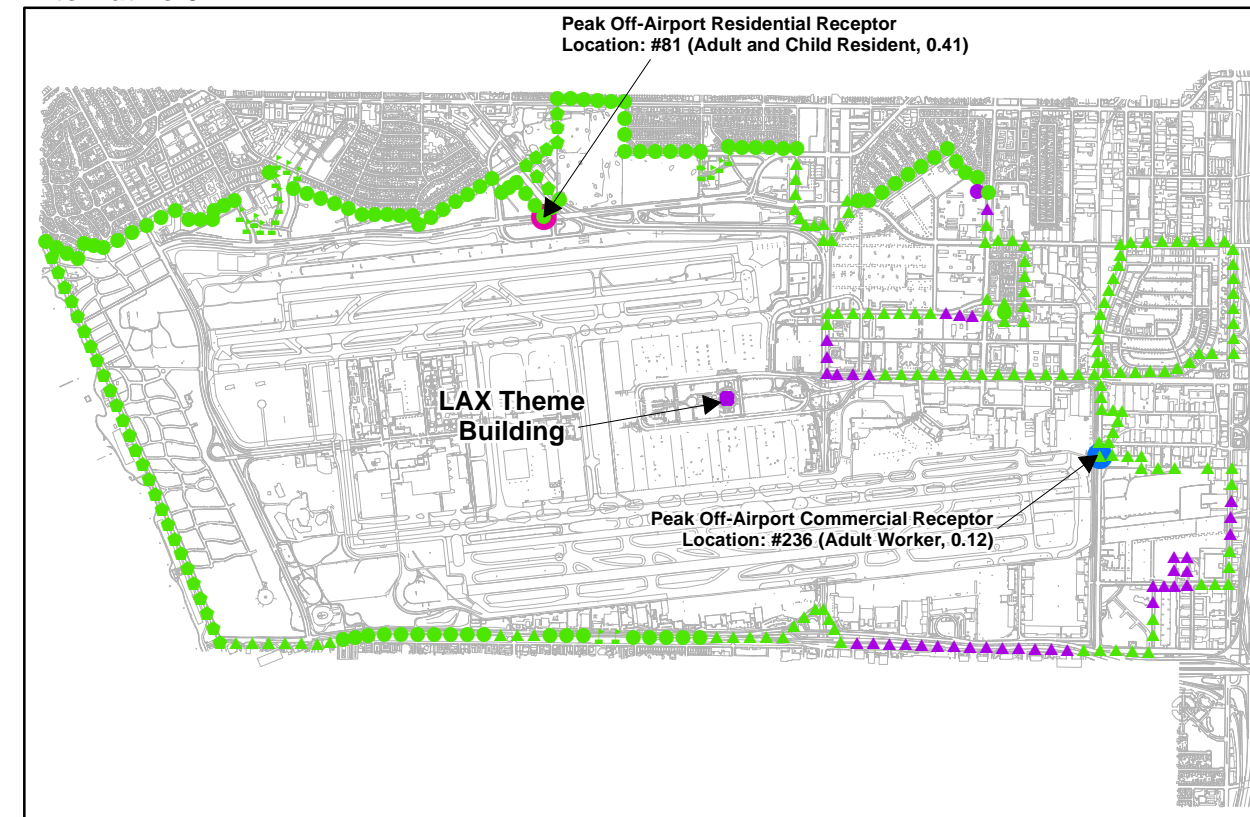 Peak Off-Airport Residential Receptor
Location: #81 (Adult and Child Resident, 0.41)
LAX Theme
Building
Peak Off-Airport Commercial Receptor
Location: #236 (Adult Worker, 0.12)